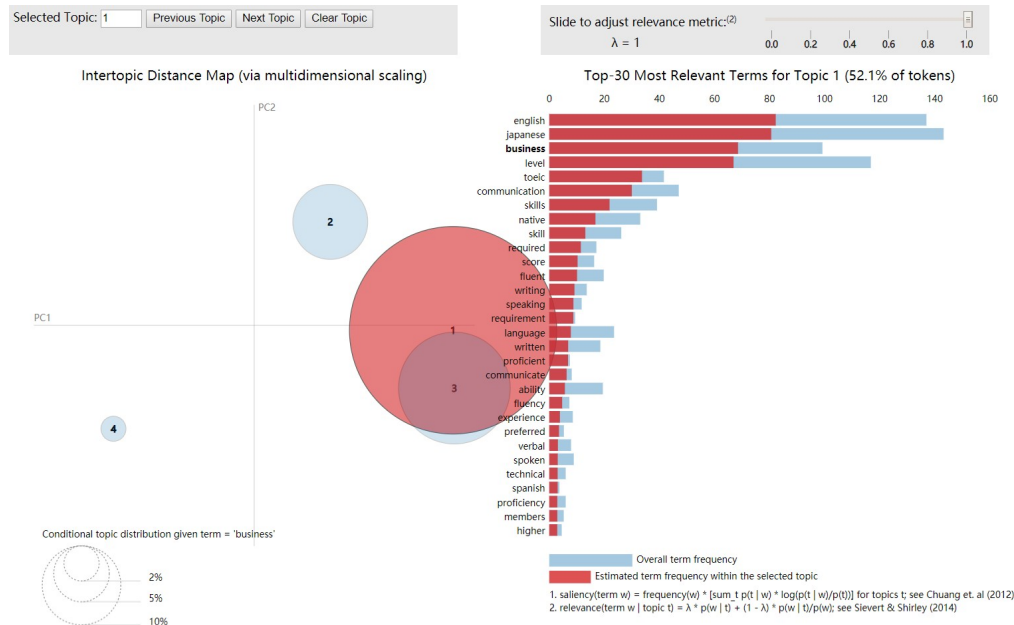 Selected Topic: 1 Previous Topic Next Topic Clear Topic
Slide to adjust relevance metric:(2)
λ = 1
0.0 0.2 0.4 0.6 0.8 1.0
Intertopic Distance Map (via multidimensional scaling)
PC2
PC1
2
1
3
4
Conditional topic distribution given term = 'business'
2%
5%
10%
Top-30 Most Relevant Terms for Topic 1 (52.1% of tokens)
0 20 40 60 80 100 120 140 160
english
japanese
business
level
toeic
communication
skills
native
skill
required
score
fluent
writing
speaking
requirement
language
written
proficient
communicate
ability
fluency
experience
preferred
verbal
spoken
technical
spanish
proficiency
members
higher
Overall term frequency
Estimated term frequency within the selected topic
1. saliency(term w) = frequency(w) * [sum_t p(t | w) * log(p(t | w)/p(t))] for topics t; see Chuang et. al (2012)
2. relevance(term w | topic t) = λ * p(w | t) + (1 - λ) * p(w | t)/p(w); see Sievert & Shirley (2014)